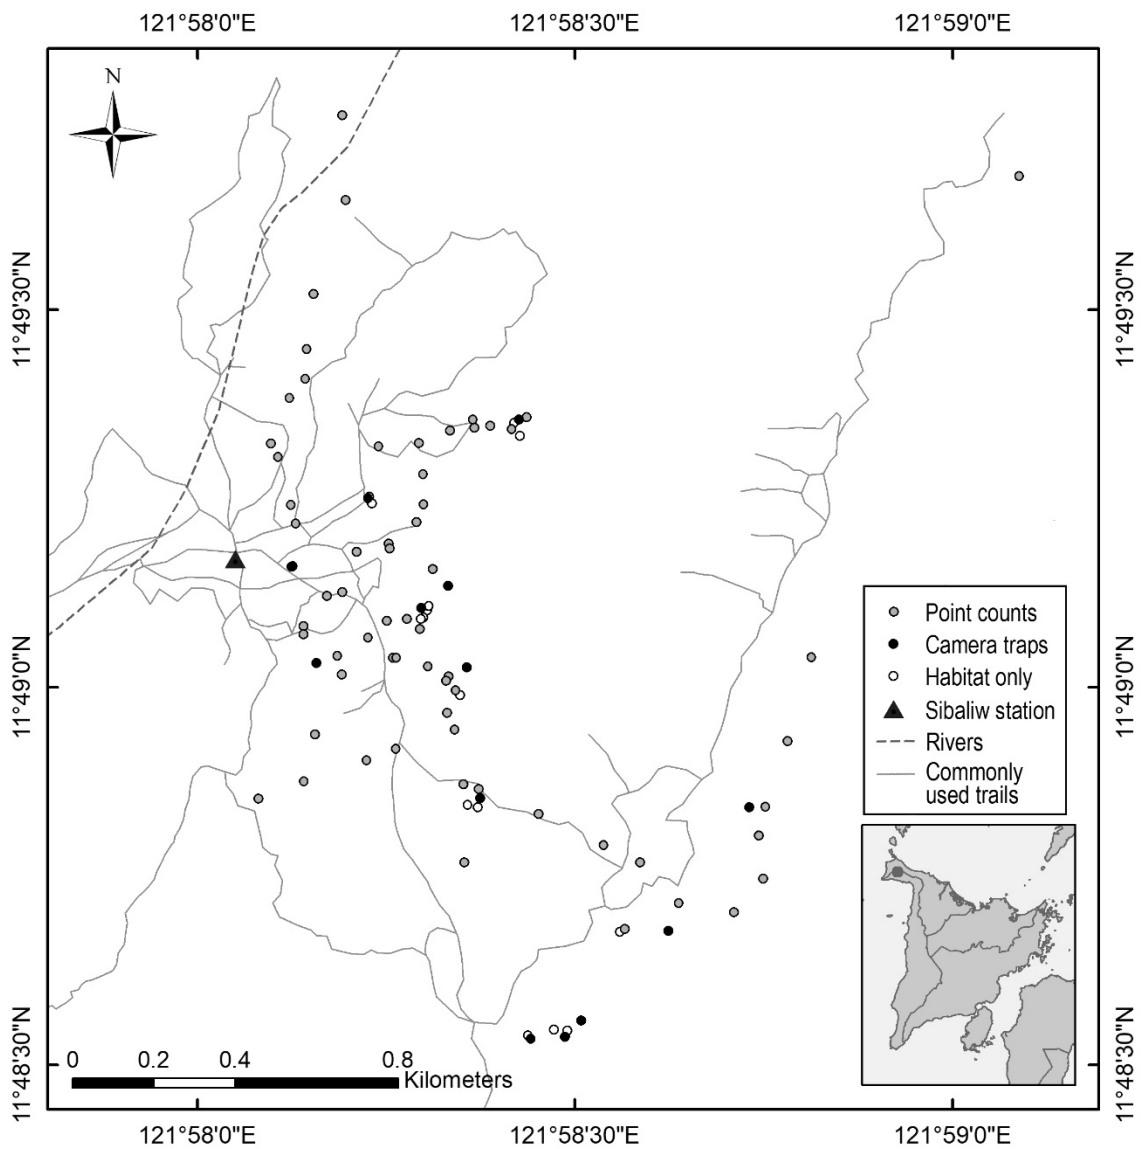 121°58'0"E
121°58'30"E
121°59'0"E
N
11°49'30"N
11°49'30"N
Point counts
Camera traps
Habitat only
Sibaliw station
Rivers
Commonly
used trails
11°49'0"N
11°49'0"N
11°48'30"N
11°48'30"N
0
0.2
0.4
0.8
Kilometers
121°58'0"E
121°58'30"E
121°59'0"E